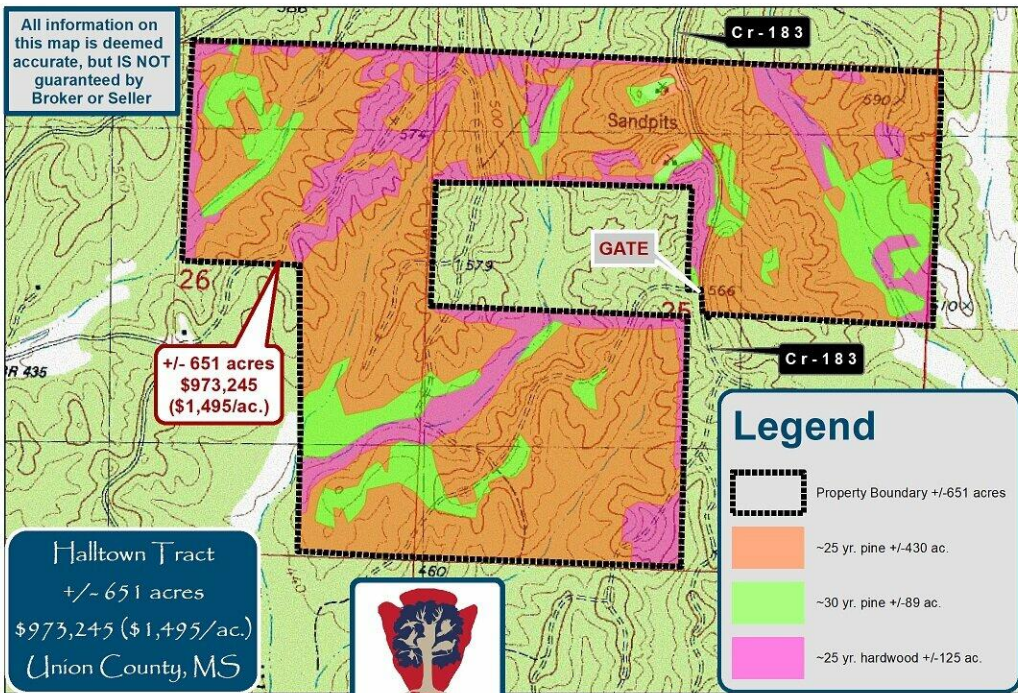 All information on
this map is deemed
accurate, but IS NOT
guaranteed by
Broker or Seller
Cr-183
590
574
500
Sandpits
GATE
579
26
25
566
+/- 651 acres
$973,245
($1,495/ac.)
Cr-183
Legend
Property Boundary +/-651 acres
~25 yr. pine +/-430 ac.
~30 yr. pine +/-89 ac.
~25 yr. hardwood +/-125 ac.
Halltown Tract
+/- 651 acres
$973,245 ($1,495/ac.)
Union County, MS
460
440